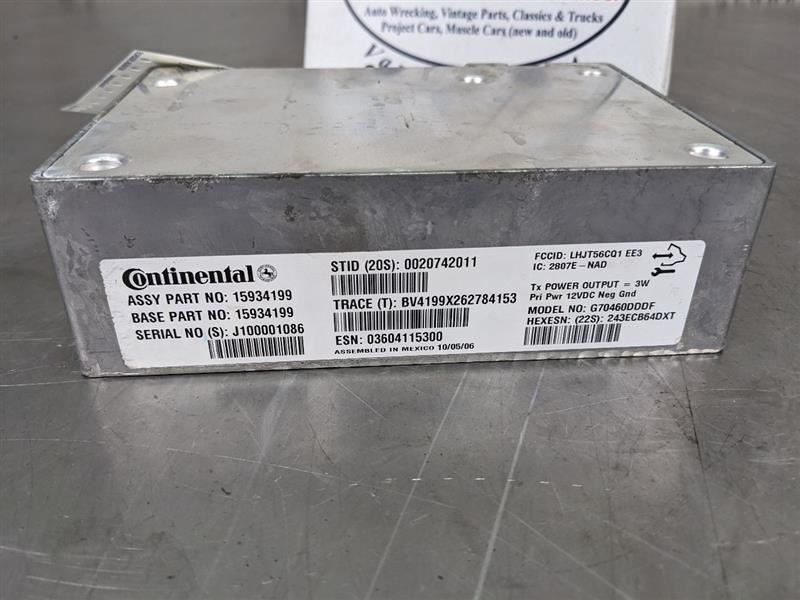 Auto Wrecking, Vintage Parts, Classics & Trucks
Project Cars, Muscle Cars (new and old)
Continental
ASSY PART NO: 15934199
BASE PART NO: 15934199
SERIAL NO (S): J100001086
STID (20S): 0020742011
TRACE (T): BV4199X262784153
ESN: 03604115300
ASSEMBLED IN MEXICO 10/05/06
FCCID: LHJT56CQ1 EE3
IC: 2807E-NAD
Tx POWER OUTPUT = 3W
Pri Pwr 12VDC Neg Gnd
MODEL NO: G70460DDDF
HEXESN: (22S): 243ECB64DXT